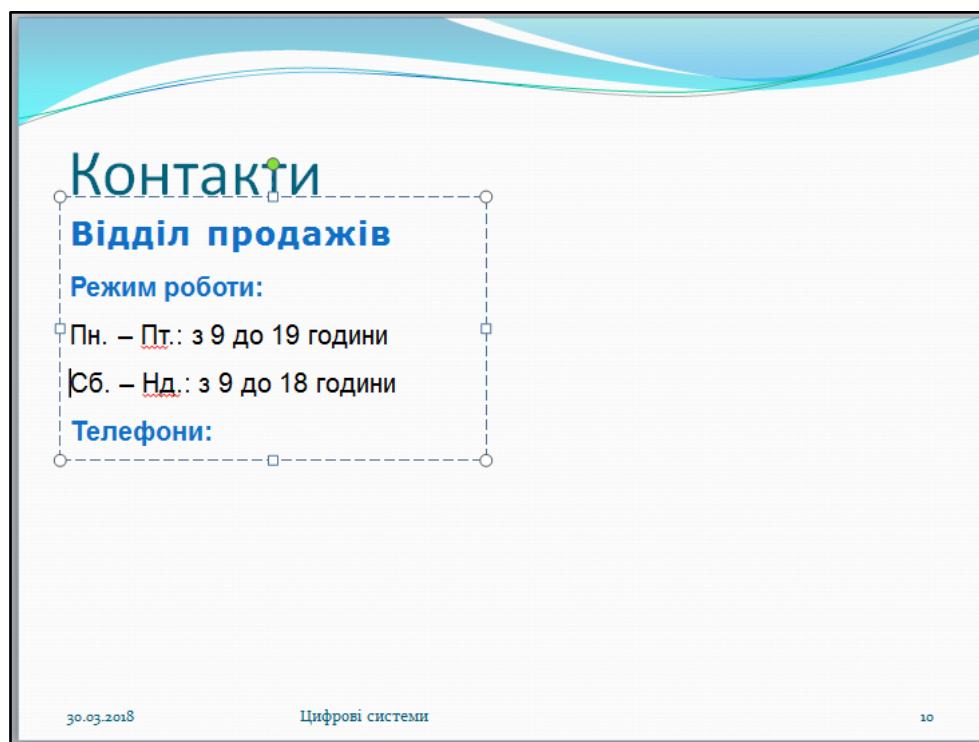 Контакти
Відділ продажів
Режим роботи:
Пн. – Пт.: з 9 до 19 години
Сб. – Нд.: з 9 до 18 години
Телефони:
30.03.2018 Цифрові системи 10